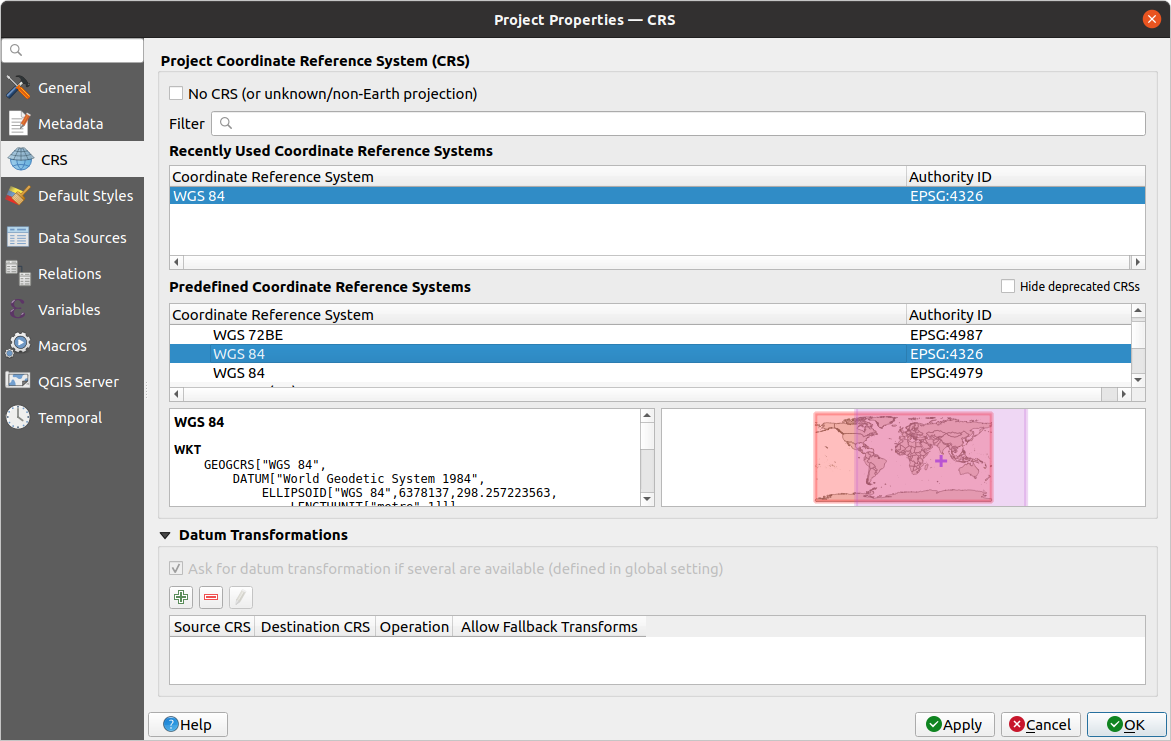 Project Properties — CRS
General
Metadata
CRS
Default Styles
Data Sources
Relations
Variables
Macros
QGIS Server
Temporal
Project Coordinate Reference System (CRS)
No CRS (or unknown/non-Earth projection)
Filter
Recently Used Coordinate Reference Systems
Coordinate Reference System Authority ID
WGS 84 EPSG:4326
Predefined Coordinate Reference Systems Hide deprecated CRSs
Coordinate Reference System Authority ID
WGS 72BE EPSG:4987
WGS 84 EPSG:4326
WGS 84 EPSG:4979
WGS 84
WKT
GEOGCRS["WGS 84",
DATUM["World Geodetic System 1984",
ELLIPSOID["WGS 84",6378137,298.257223563,
LENGTHUNIT["metre",1]]],
Datum Transformations
Ask for datum transformation if several are available (defined in global setting)
Source CRS Destination CRS Operation Allow Fallback Transforms
Help Apply Cancel OK